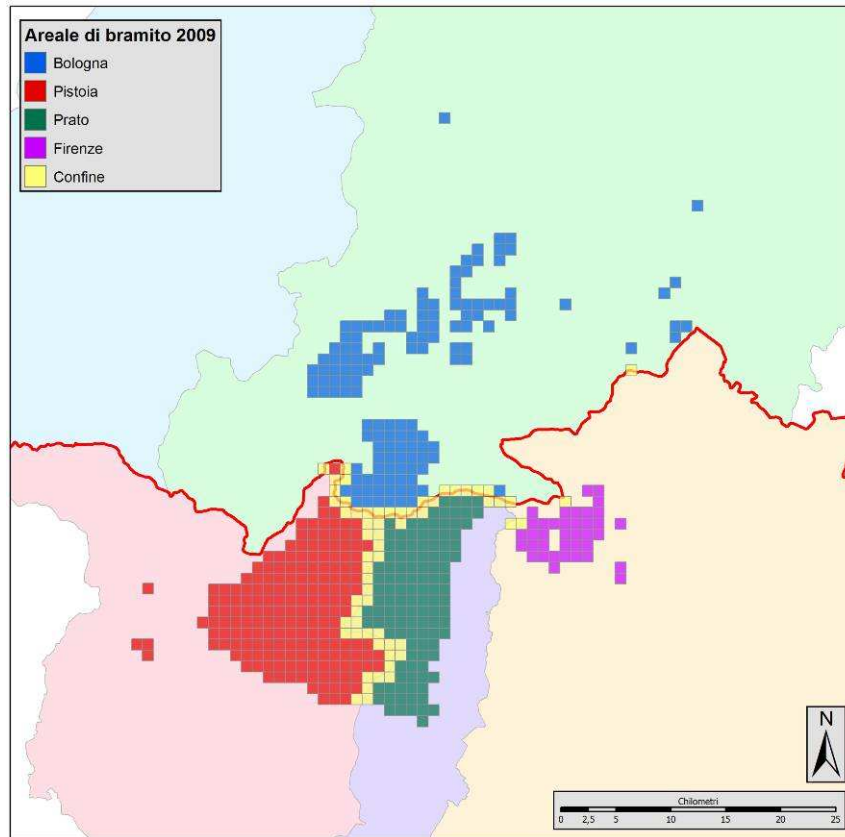 Areale di bramito 2009
Bologna
Pistoia
Prato
Firenze
Confine
N
Chilometri
0 2,5 5 10 15 20 25